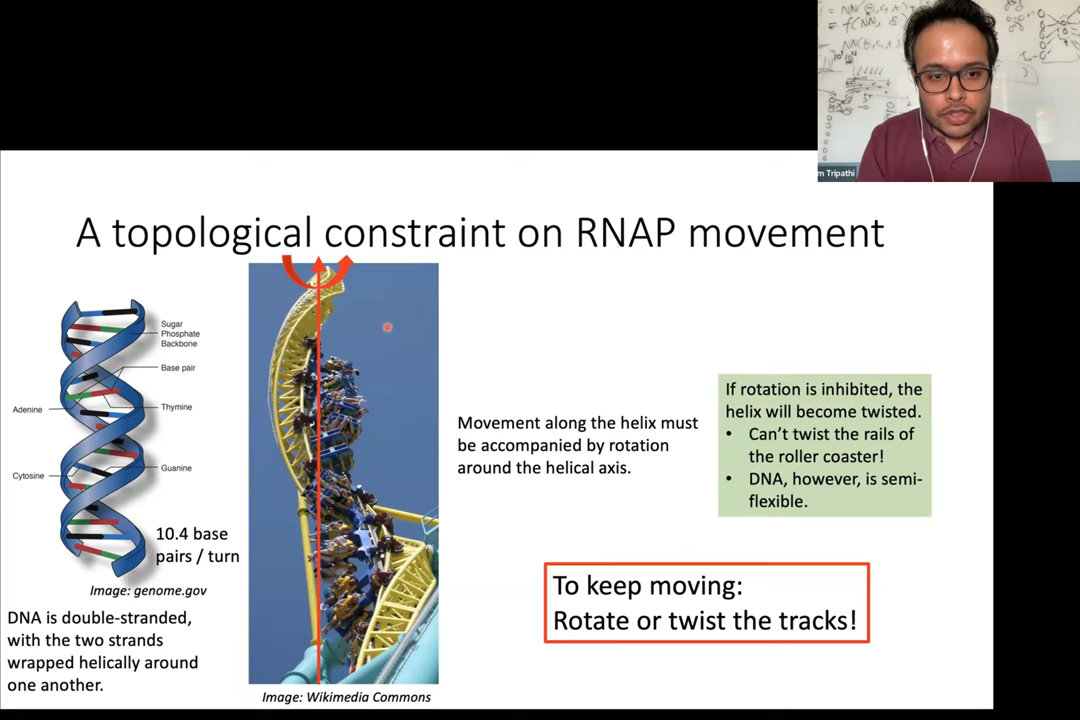 m Tripathi
A topological constraint on RNAP movement
Sugar
Phosphate
Backbone
Base pair
Adenine
Thymine
Cytosine
Guanine
10.4 base
pairs / turn
Image: genome.gov
DNA is double-stranded,
with the two strands
wrapped helically around
one another.
Image: Wikimedia Commons
Movement along the helix must
be accompanied by rotation
around the helical axis.
If rotation is inhibited, the
helix will become twisted.
• Can't twist the rails of
the roller coaster!
• DNA, however, is semi-
flexible.
To keep moving:
Rotate or twist the tracks!